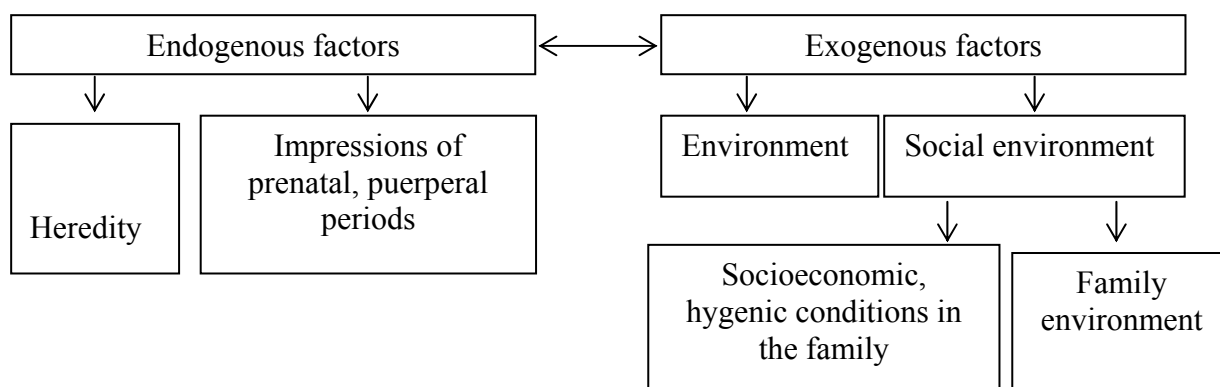 Endogenous factors
Exogenous factors
Heredity
Impressions of
prenatal, puerperal
periods
Environment
Social environment
Socioeconomic,
hygenic conditions in
the family
Family
environment